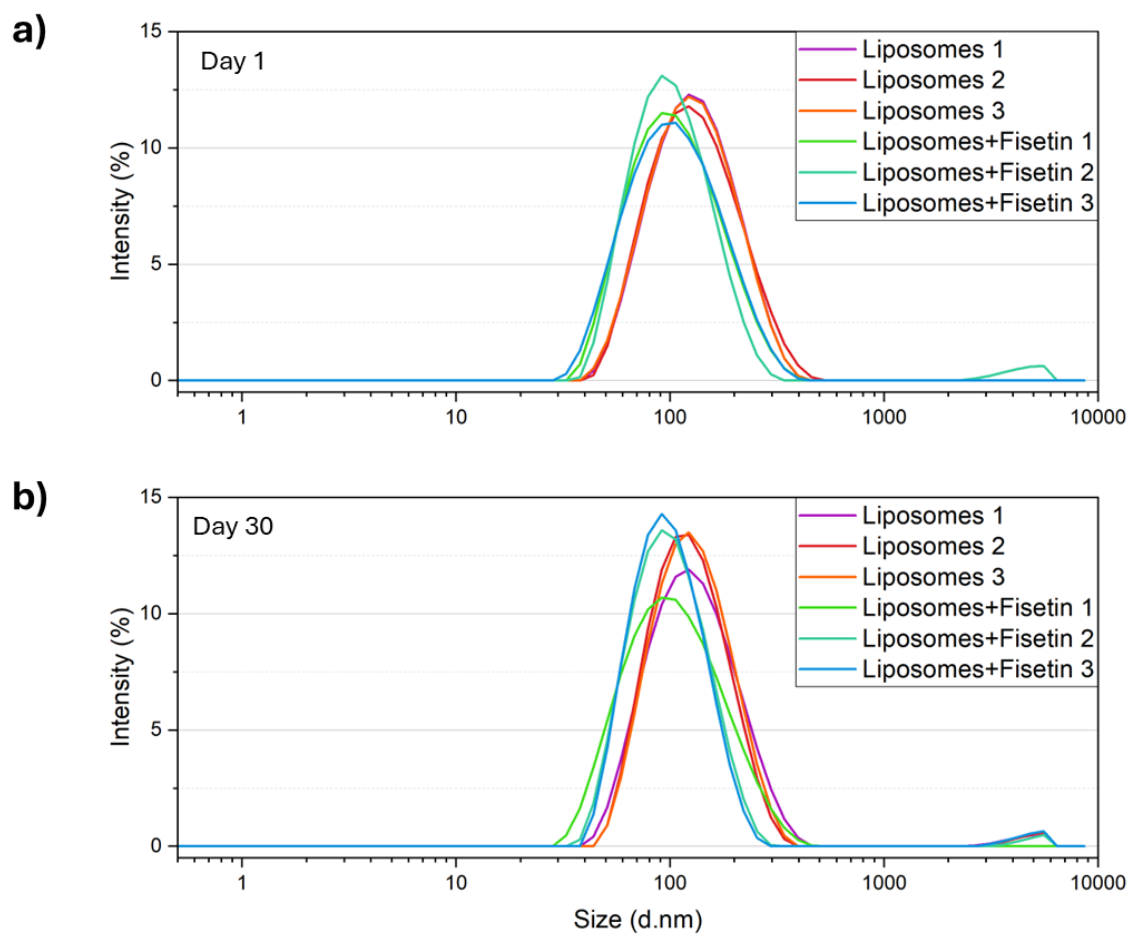 a)
Day 1
Liposomes 1
Liposomes 2
Liposomes 3
Liposomes+Fisetin 1
Liposomes+Fisetin 2
Liposomes+Fisetin 3
Intensity (%)
15
10
5
0
1 10 100 1000 10000
b)
Day 30
Liposomes 1
Liposomes 2
Liposomes 3
Liposomes+Fisetin 1
Liposomes+Fisetin 2
Liposomes+Fisetin 3
Intensity (%)
15
10
5
0
1 10 100 1000 10000
Size (d.nm)